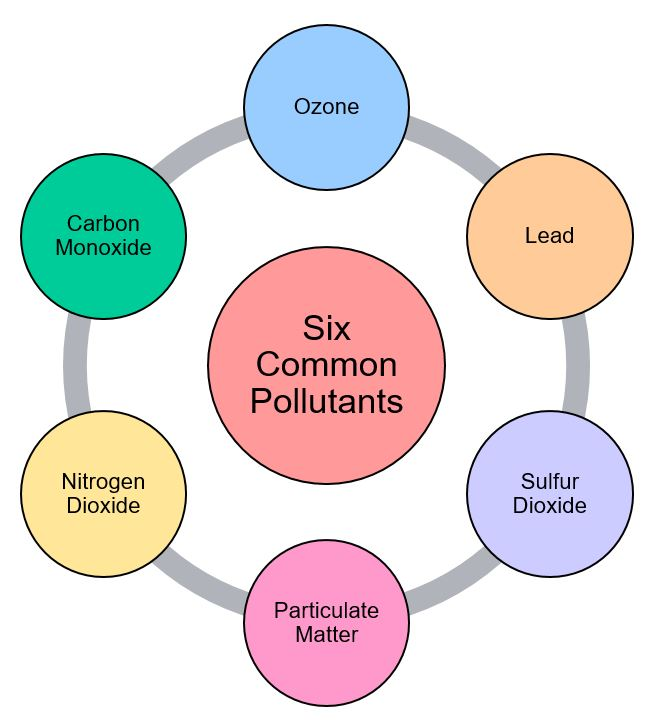 Ozone
Carbon
Monoxide
Lead
Six
Common
Pollutants
Nitrogen
Dioxide
Sulfur
Dioxide
Particulate
Matter